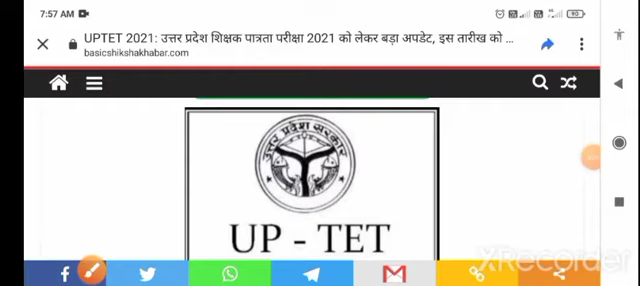 7:57 AM
90
UPTET 2021: उत्तर प्रदेश शिक्षक पात्रता परीक्षा 2021 को लेकर बड़ा अपडेट, इस तारीख को ...
basicshikshakhabar.com
उत्तर प्रदेश सरकार
UP - TET
XRecorder